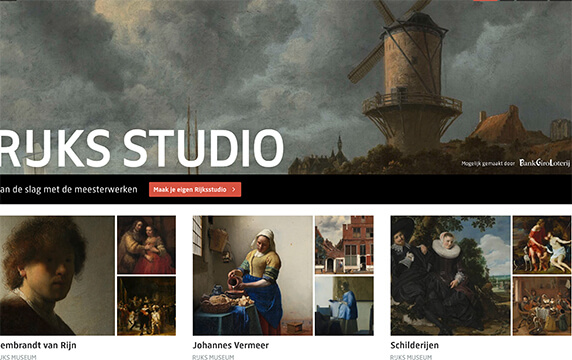 RIJKS STUDIO
Mogelijk gemaakt door BankGiroLoterij
an de slag met de meesterwerken
Maak je eigen Rijksstudio >
embrandt van Rijn
Johannes Vermeer
Schilderijen
JKS MUSEUM
RIJKS MUSEUM
RIJKS MUSEUM